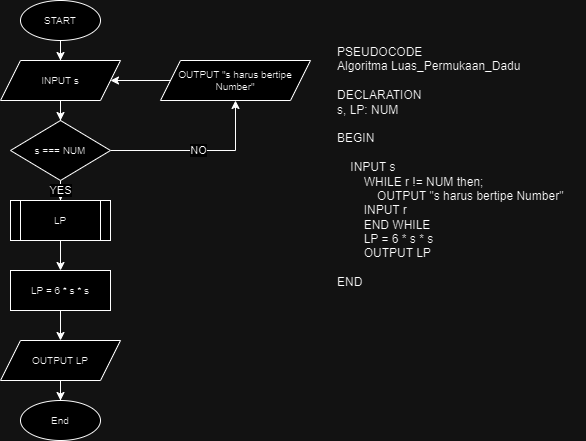 START
INPUT s
OUTPUT "s harus bertipe
Number"
s === NUM
NO
YES
LP
LP = 6 * s * s
OUTPUT LP
End
PSEUDOCODE
Algoritma Luas_Permukaan_Dadu
DECLARATION
s, LP: NUM
BEGIN
INPUT s
WHILE r != NUM then;
OUTPUT "s harus bertipe Number"
INPUT r
END WHILE
LP = 6 * s * s
OUTPUT LP
END